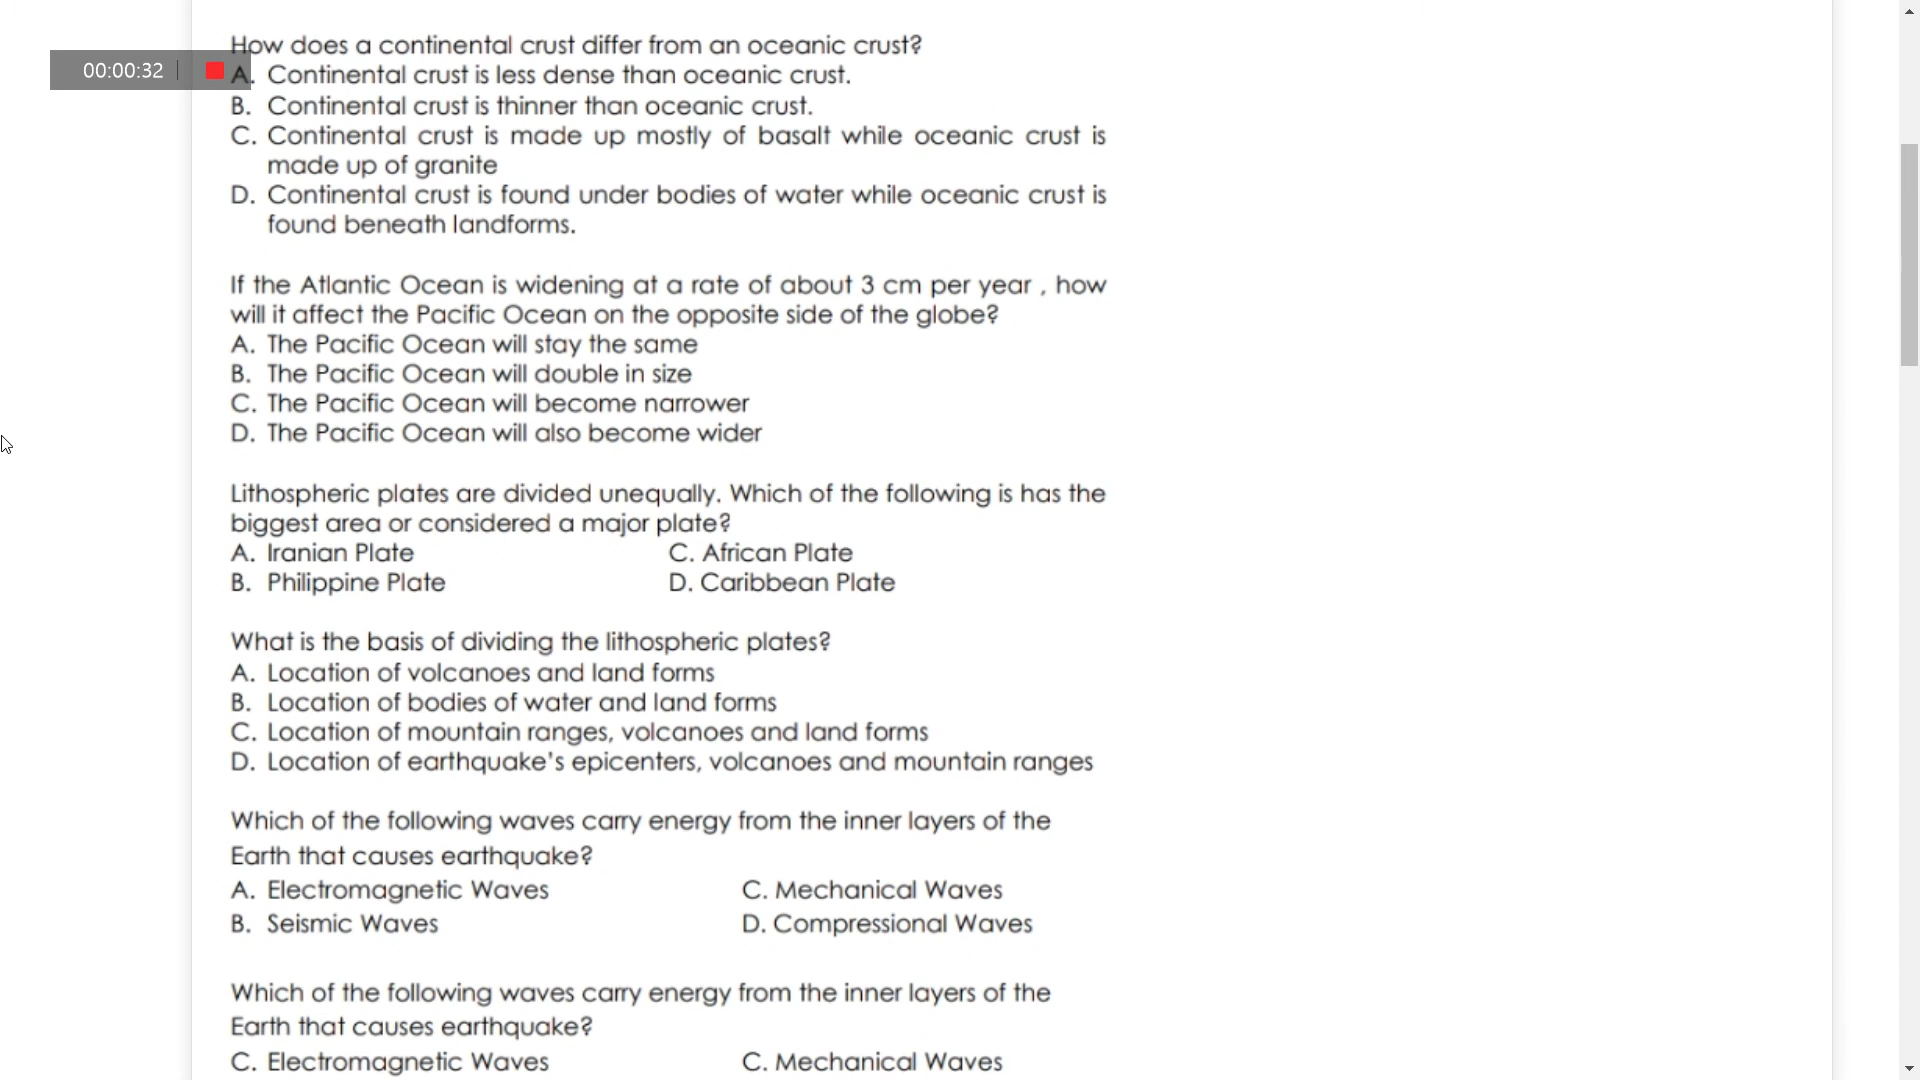 How does a continental crust differ from an oceanic crust?
00:00:32
A. Continental crust is less dense than oceanic crust.
B. Continental crust is thinner than oceanic crust.
C. Continental crust is made up mostly of basalt while oceanic crust is
made up of granite
D. Continental crust is found under bodies of water while oceanic crust is
found beneath landforms.
If the Atlantic Ocean is widening at a rate of about 3 cm per year , how
will it affect the Pacific Ocean on the opposite side of the globe?
A. The Pacific Ocean will stay the same
B. The Pacific Ocean will double in size
C. The Pacific Ocean will become narrower
D. The Pacific Ocean will also become wider
Lithospheric plates are divided unequally. Which of the following is has the
biggest area or considered a major plate?
A. Iranian Plate C. African Plate
B. Philippine Plate D. Caribbean Plate
What is the basis of dividing the lithospheric plates?
A. Location of volcanoes and land forms
B. Location of bodies of water and land forms
C. Location of mountain ranges, volcanoes and land forms
D. Location of earthquake's epicenters, volcanoes and mountain ranges
Which of the following waves carry energy from the inner layers of the
Earth that causes earthquake?
A. Electromagnetic Waves C. Mechanical Waves
B. Seismic Waves D. Compressional Waves
Which of the following waves carry energy from the inner layers of the
Earth that causes earthquake?
C. Electromagnetic Waves C. Mechanical Waves